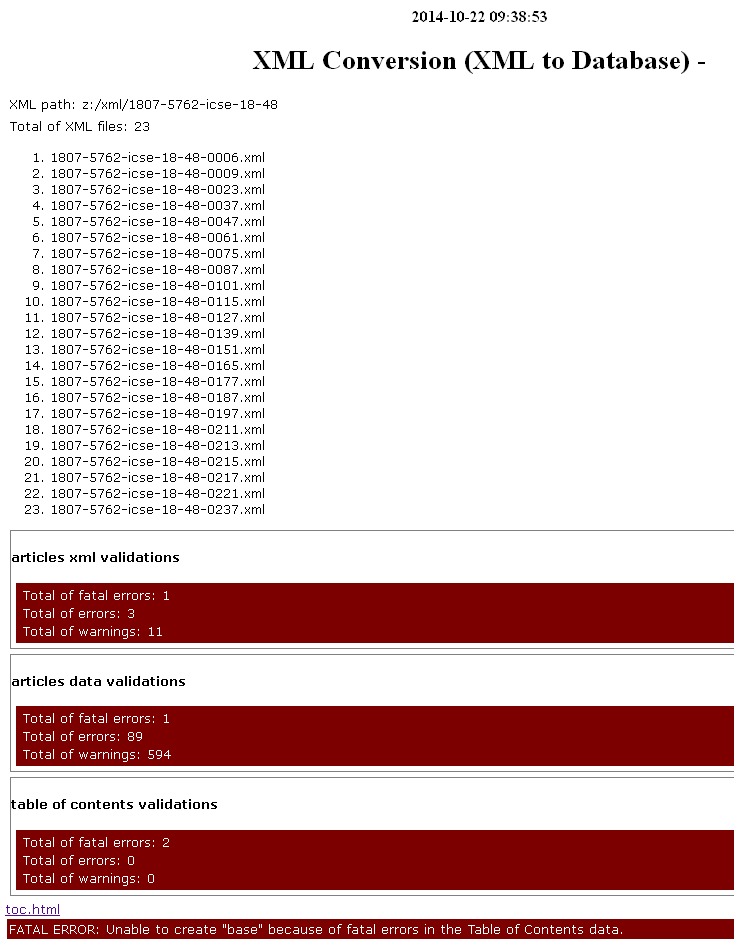 2014-10-22 09:38:53
XML Conversion (XML to Database) -
XML path: z:/xml/1807-5762-icse-18-48
Total of XML files: 23
1. 1807-5762-icse-18-48-0006.xml
2. 1807-5762-icse-18-48-0009.xml
3. 1807-5762-icse-18-48-0023.xml
4. 1807-5762-icse-18-48-0037.xml
5. 1807-5762-icse-18-48-0047.xml
6. 1807-5762-icse-18-48-0061.xml
7. 1807-5762-icse-18-48-0075.xml
8. 1807-5762-icse-18-48-0087.xml
9. 1807-5762-icse-18-48-0101.xml
10. 1807-5762-icse-18-48-0115.xml
11. 1807-5762-icse-18-48-0127.xml
12. 1807-5762-icse-18-48-0139.xml
13. 1807-5762-icse-18-48-0151.xml
14. 1807-5762-icse-18-48-0165.xml
15. 1807-5762-icse-18-48-0177.xml
16. 1807-5762-icse-18-48-0187.xml
17. 1807-5762-icse-18-48-0197.xml
18. 1807-5762-icse-18-48-0211.xml
19. 1807-5762-icse-18-48-0213.xml
20. 1807-5762-icse-18-48-0215.xml
21. 1807-5762-icse-18-48-0217.xml
22. 1807-5762-icse-18-48-0221.xml
23. 1807-5762-icse-18-48-0237.xml
articles xml validations
Total of fatal errors: 1
Total of errors: 3
Total of warnings: 11
articles data validations
Total of fatal errors: 1
Total of errors: 89
Total of warnings: 594
table of contents validations
Total of fatal errors: 2
Total of errors: 0
Total of warnings: 0
toc.html
FATAL ERROR: Unable to create "base" because of fatal errors in the Table of Contents data.